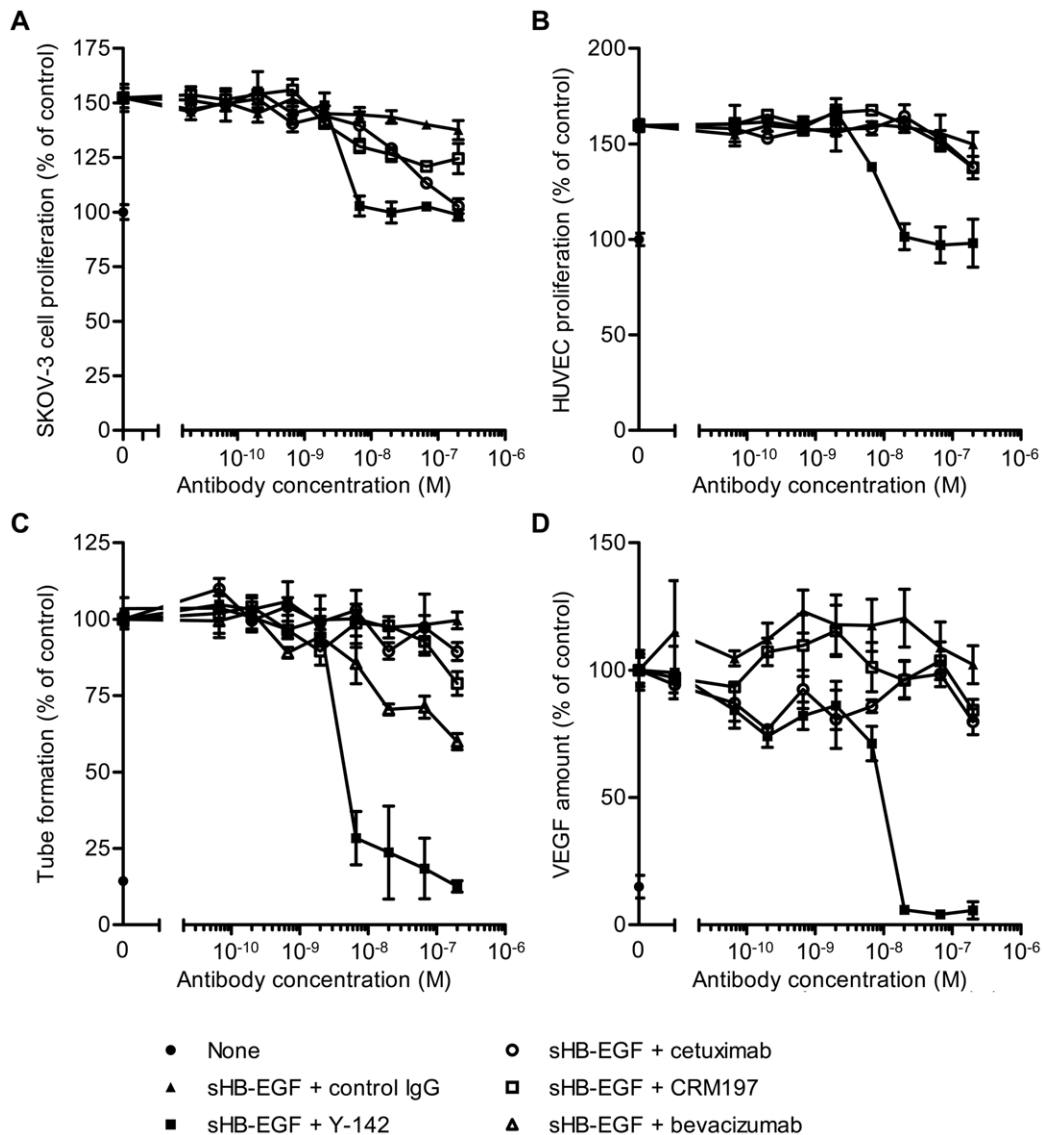 A
B
SKOV-3 cell proliferation (% of control)
175
150
125
100
75
50
25
0
0
10-10
10-9
10-8
10-7
10-6
Antibody concentration (M)
HUVEC proliferation (% of control)
200
150
100
50
0
0
10-10
10-9
10-8
10-7
10-6
Antibody concentration (M)
C
D
Tube formation (% of control)
125
100
75
50
25
0
0
10-10
10-9
10-8
10-7
10-6
Antibody concentration (M)
VEGF amount (% of control)
150
100
50
0
0
10-10
10-9
10-8
10-7
10-6
Antibody concentration (M)
None
sHB-EGF + control IgG
sHB-EGF + Y-142
sHB-EGF + cetuximab
sHB-EGF + CRM197
sHB-EGF + bevacizumab